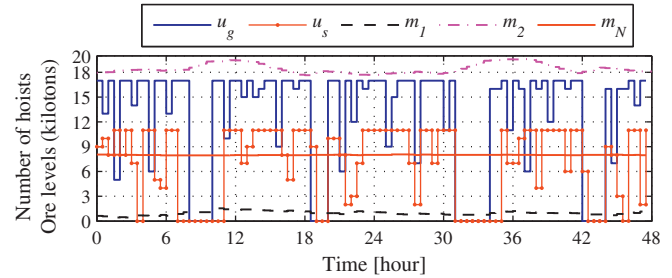 u_g u_s m_1 m_2 m_N
Number of hoists
Ore levels (kilotons)
20
18
15
12
9
6
3
0
0 6 12 18 24 30 36 42 48
Time [hour]